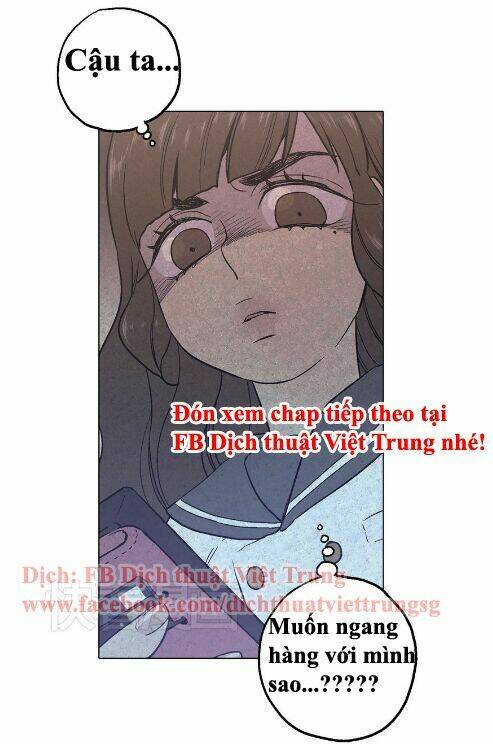 Cậu ta...
Đón xem chap tiếp theo tại
FB Dịch thuật Việt Trung nhé!
Dịch: FB Dịch thuật Việt Trung
www.facebook.com/dichthuatviettrungsg
Muốn ngang
hàng với mình
sao...?????